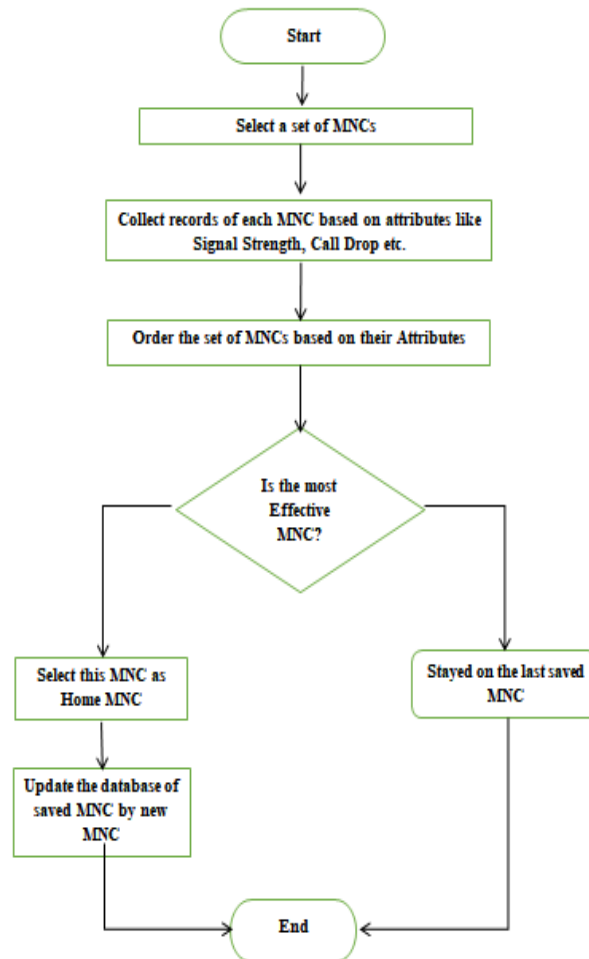 Start
Select a set of MNCs
Collect records of each MNC based on attributes like
Signal Strength, Call Drop etc.
Order the set of MNCs based on their Attributes
Is the most
Effective
MNC?
Select this MNC as
Home MNC
Stayed on the last saved
MNC
Update the database of
saved MNC by new
MNC
End